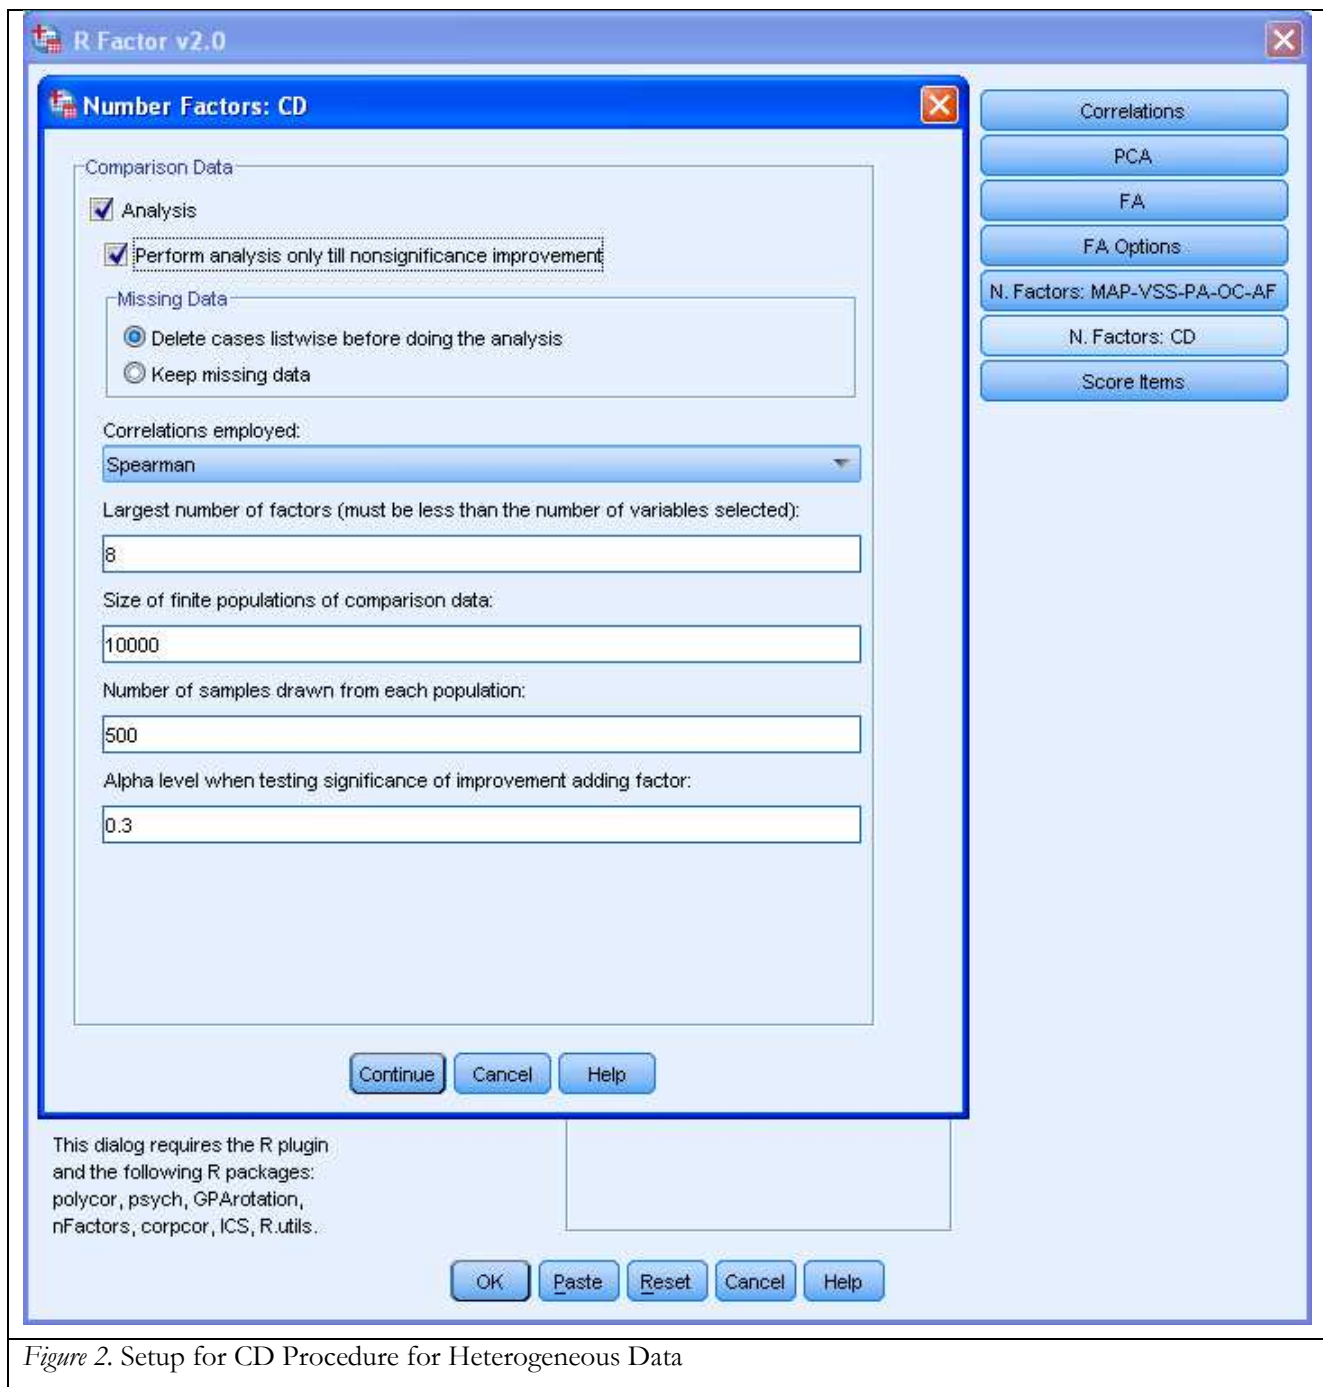 R Factor v2.0
Number Factors: CD
Comparison Data
Analysis
Perform analysis only till nonsignificance improvement
Missing Data
Delete cases listwise before doing the analysis
Keep missing data
Correlations employed:
Spearman
Largest number of factors (must be less than the number of variables selected):
8
Size of finite populations of comparison data:
10000
Number of samples drawn from each population:
500
Alpha level when testing significance of improvement adding factor:
0.3
Continue Cancel Help
Correlations
PCA
FA
FA Options
N. Factors: MAP-VSS-PA-OC-AF
N. Factors: CD
Score Items
This dialog requires the R plugin
and the following R packages:
polycor, psych, GPArotation,
nFactors, corpcor, ICS, R.utils.
OK Paste Reset Cancel Help
Figure 2. Setup for CD Procedure for Heterogeneous Data